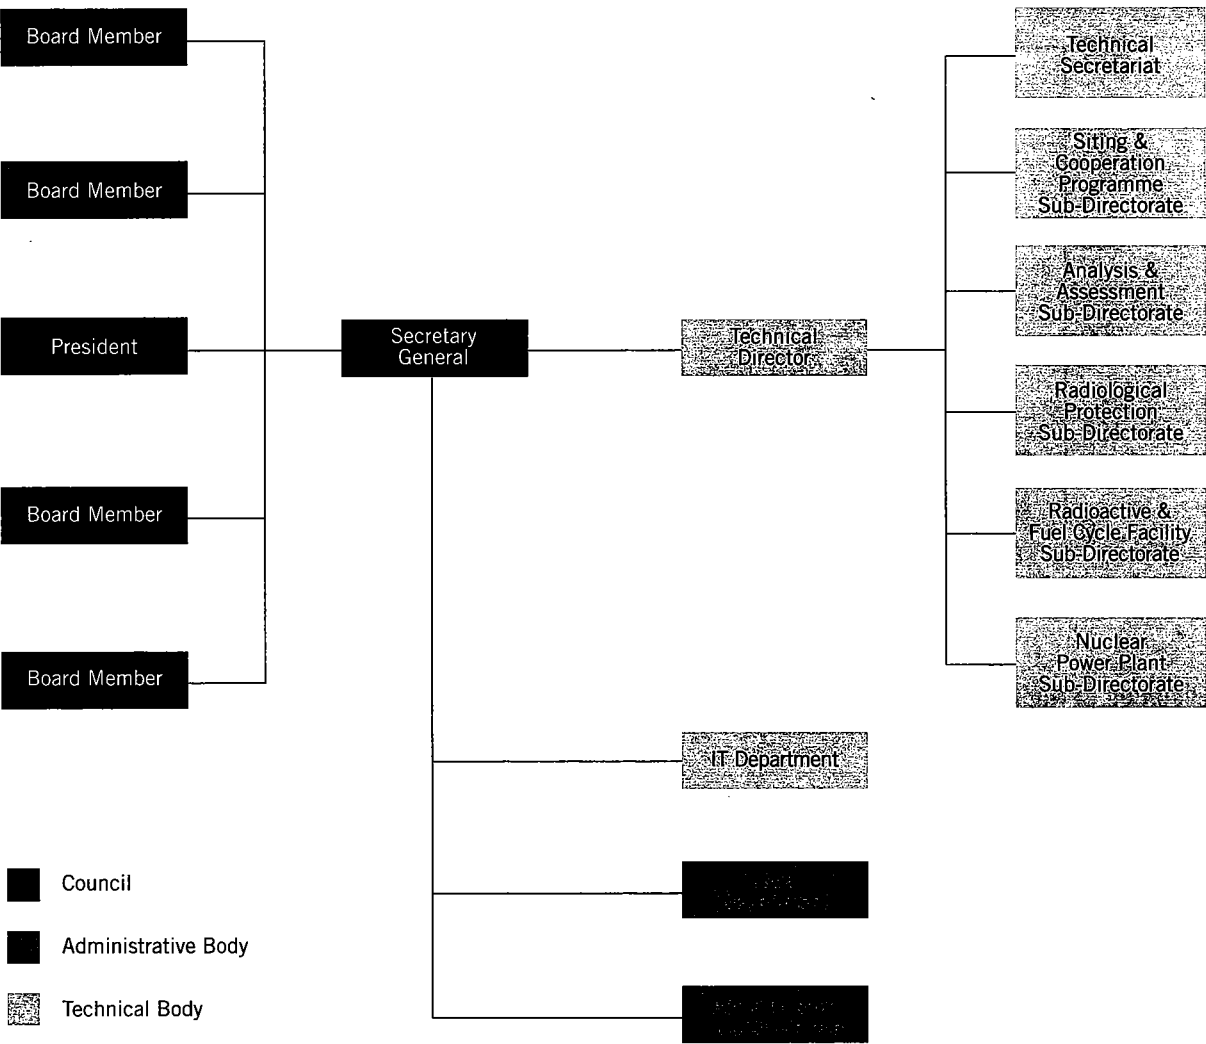 Board Member
Board Member
President
Board Member
Board Member
Secretary
General
Technical
Director
Technical
Secretariat
Siting &
Cooperation
Programme
Sub-Directorate
Analysis &
Assessment
Sub-Directorate
Radiological
Protection
Sub-Directorate
Radioactive &
Fuel Cycle Facility
Sub-Directorate
Nuclear
Power Plant
Sub-Directorate
IT Department
Council
Administrative Body
Technical Body